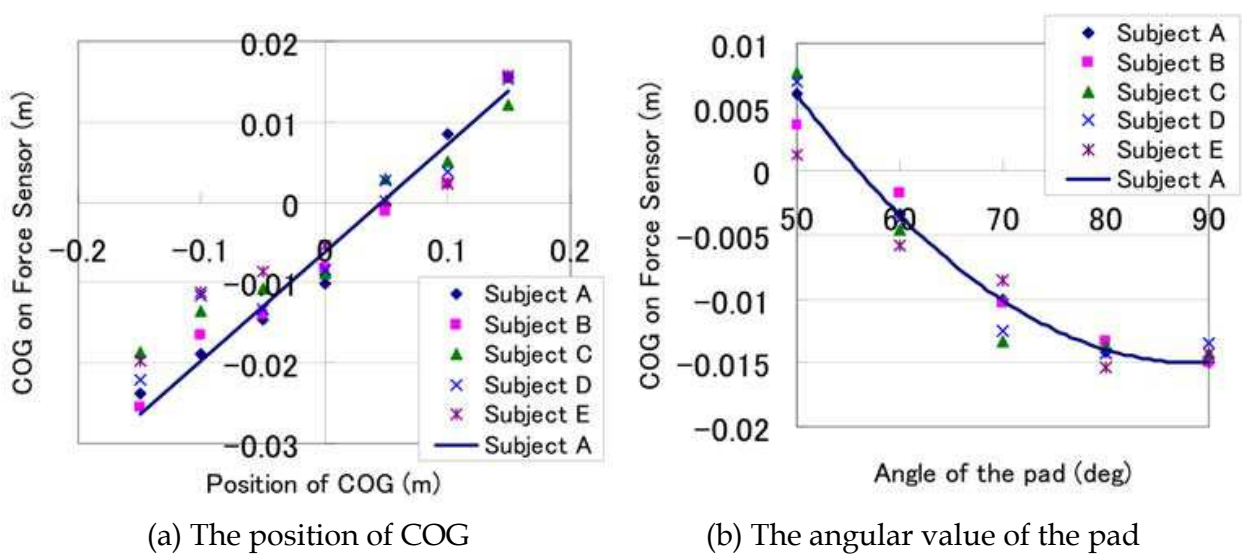 COG on Force Sensor (m)
0.02
0.01
0
-0.01
-0.02
-0.03
-0.2
-0.1
0
0.1
0.2
Subject A
Subject B
Subject C
Subject D
Subject E
Subject A
Position of COG (m)
(a) The position of COG
COG on Force Sensor (m)
0.01
0.005
0
-0.005
-0.01
-0.015
-0.02
50
60
70
80
90
Subject A
Subject B
Subject C
Subject D
Subject E
Subject A
Angle of the pad (deg)
(b) The angular value of the pad